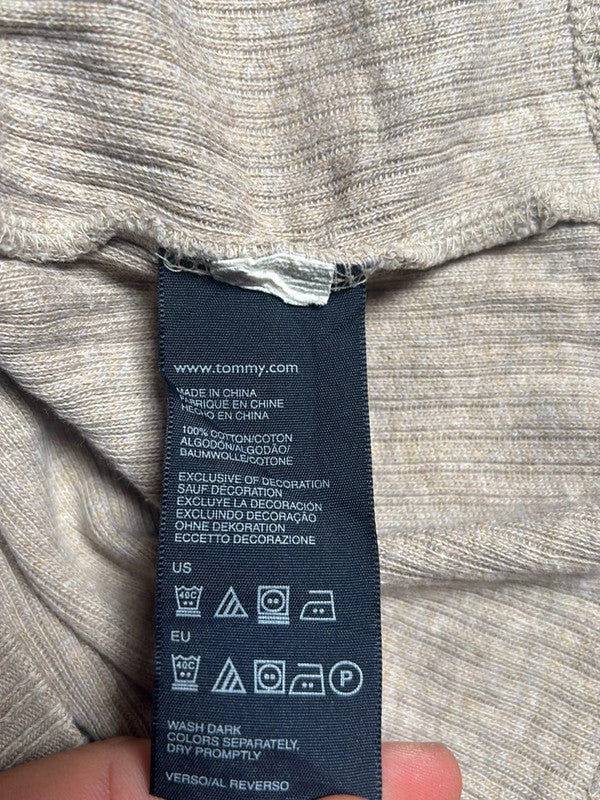 www.tommy.com
MADE IN CHINA
FABRIQUE EN CHINE
HECHO EN CHINA
100% COTTON/COTON
ALGODÓN/ALGODÃO/
BAUMWOLLE/COTONE
EXCLUSIVE OF DECORATION
SAUF DÉCORATION
EXCLUYE LA DECORACIÓN
EXCLUINDO DECORAÇÃO
OHNE DEKORATION
ECCETTO DECORAZIONE
US
40C
EU
40C P
WASH DARK
COLORS SEPARATELY,
DRY PROMPTLY
VERSO/AL REVERSO